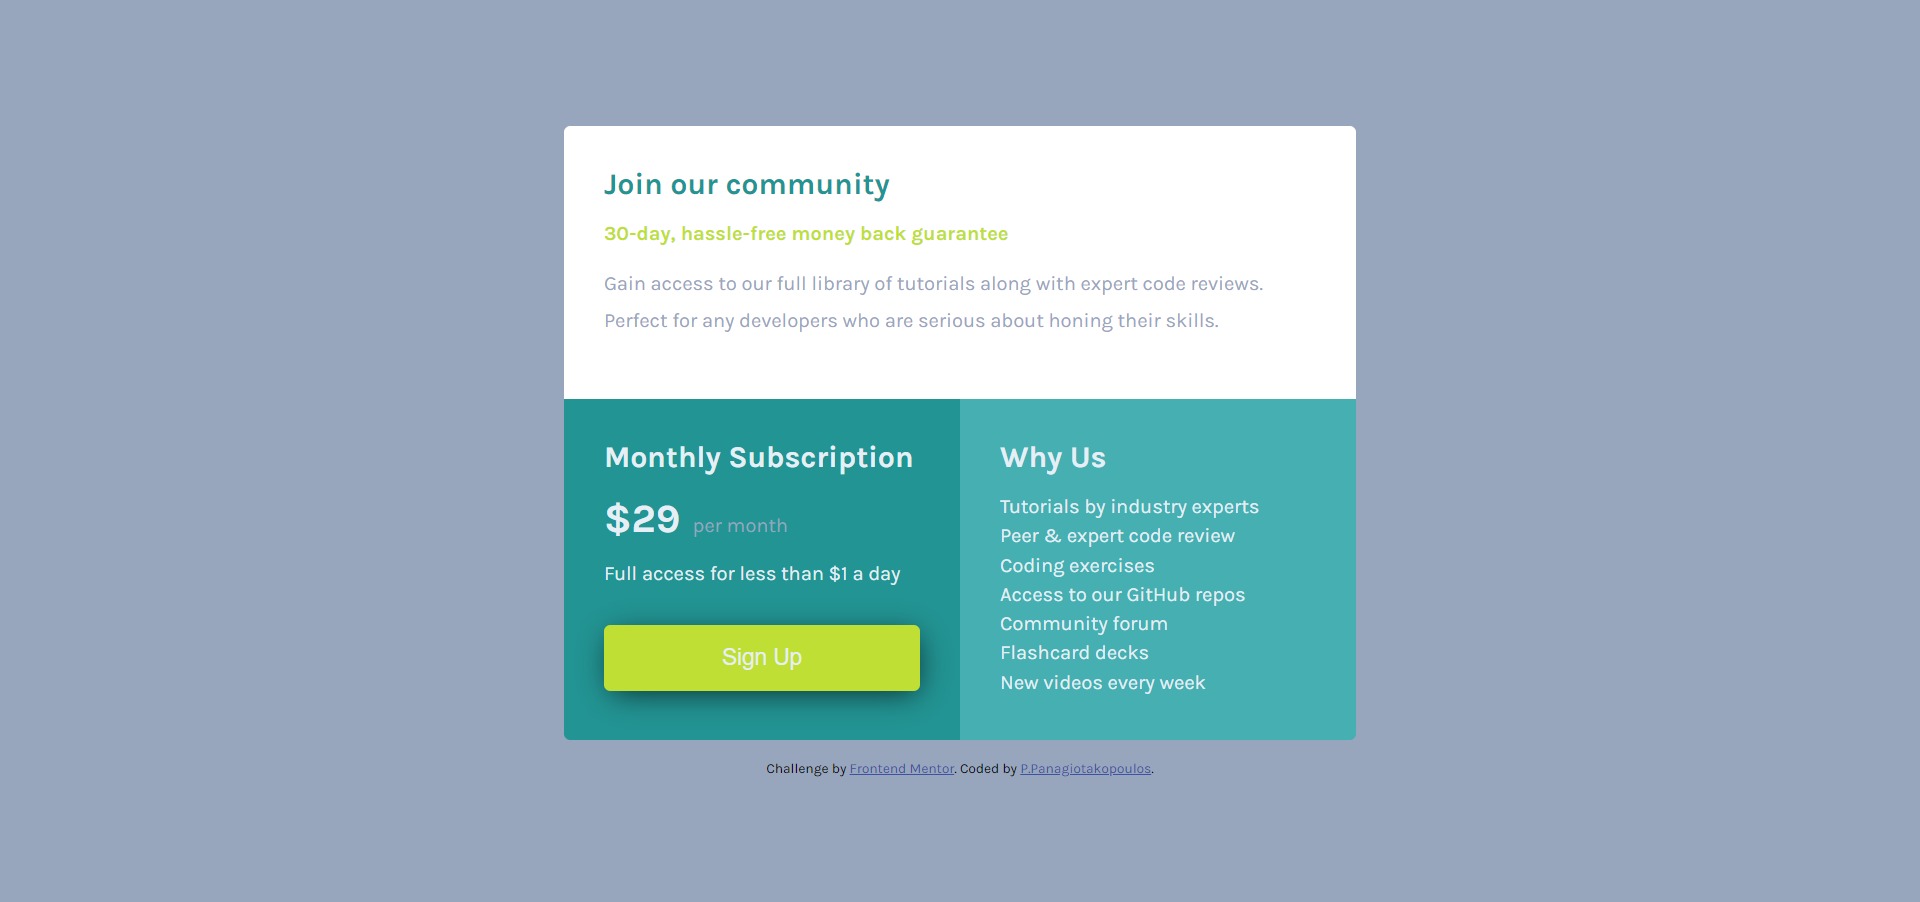 Join our community
30-day, hassle-free money back guarantee
Gain access to our full library of tutorials along with expert code reviews.
Perfect for any developers who are serious about honing their skills.
Monthly Subscription
$29 per month
Full access for less than $1 a day
Sign Up
Why Us
Tutorials by industry experts
Peer & expert code review
Coding exercises
Access to our GitHub repos
Community forum
Flashcard decks
New videos every week
Challenge by Frontend Mentor. Coded by P.Panagiotakopoulos.